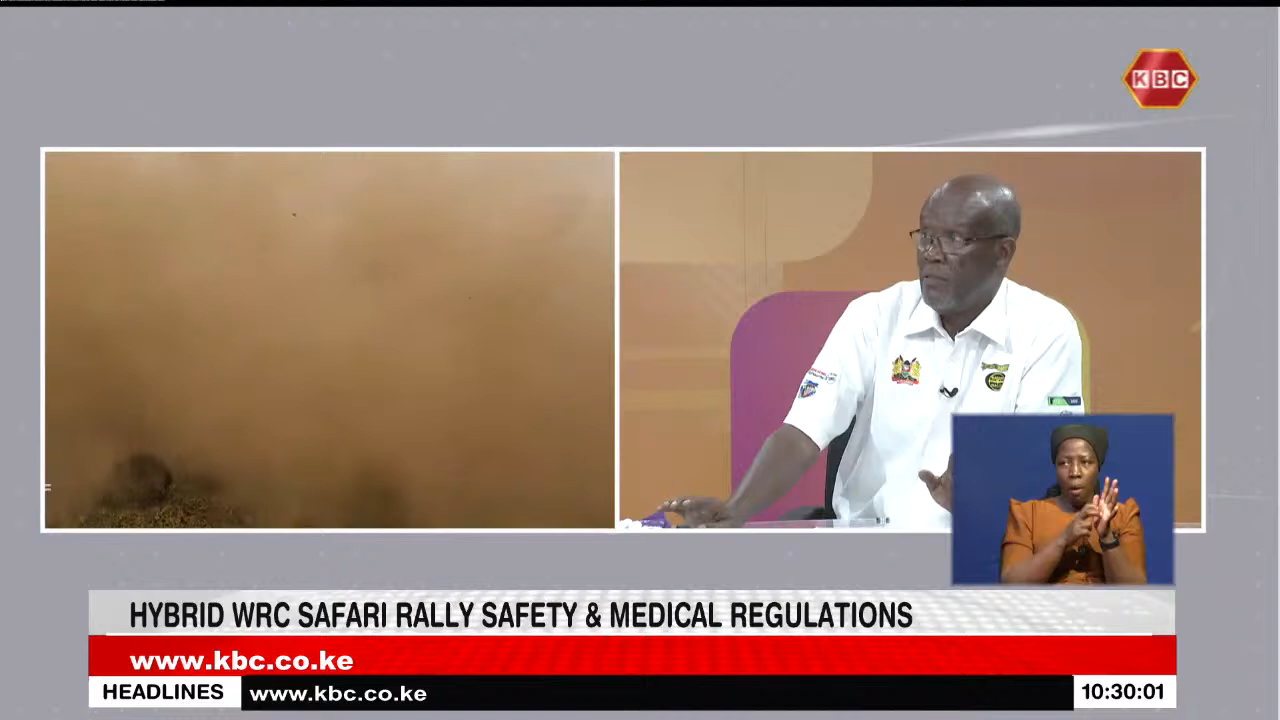 KBC
HYBRID WRC SAFARI RALLY SAFETY & MEDICAL REGULATIONS
www.kbc.co.ke
HEADLINES
www.kbc.co.ke
10:30:01